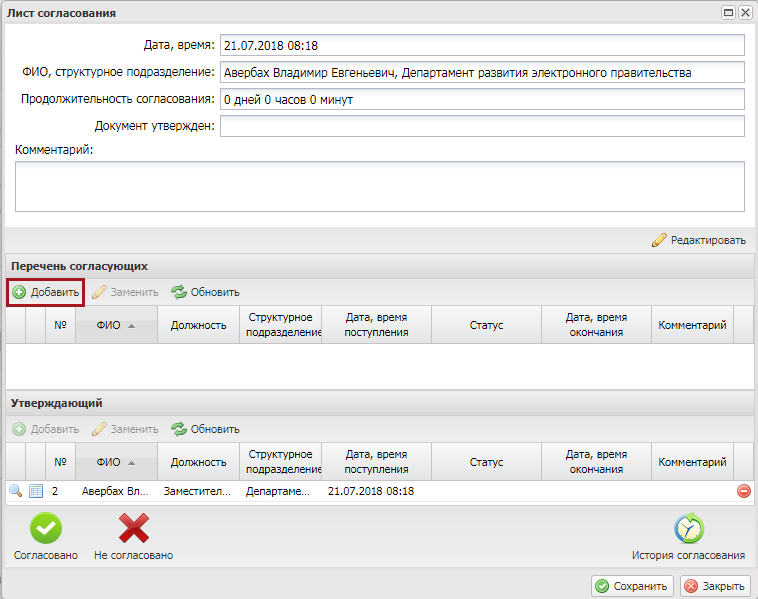 Лист согласования
Дата, время: 21.07.2018 08:18
ФИО, структурное подразделение: Авербах Владимир Евгеньевич, Департамент развития электронного правительства
Продолжительность согласования: 0 дней 0 часов 0 минут
Документ утвержден:
Комментарий:
Редактировать
Перечень согласующих
Добавить Заменить Обновить
№ ФИО Должность Структурное подразделение Дата, время поступления Статус Дата, время окончания Комментарий
Утверждающий
Добавить Заменить Обновить
№ ФИО Должность Структурное подразделение Дата, время поступления Статус Дата, время окончания Комментарий
2 Авербах Вл... Заместител... Департаме... 21.07.2018 08:18
Согласовано Не согласовано История согласования
Сохранить Закрыть